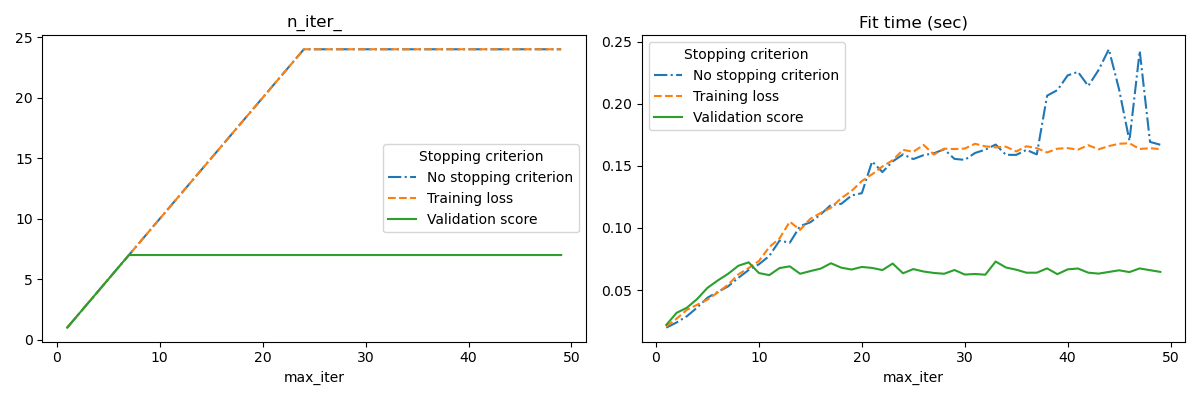 n_iter_
25
20
15
10
5
0
Stopping criterion
No stopping criterion
Training loss
Validation score
0 10 20 30 40 50
max_iter
Fit time (sec)
0.25
0.20
0.15
0.10
0.05
Stopping criterion
No stopping criterion
Training loss
Validation score
0 10 20 30 40 50
max_iter